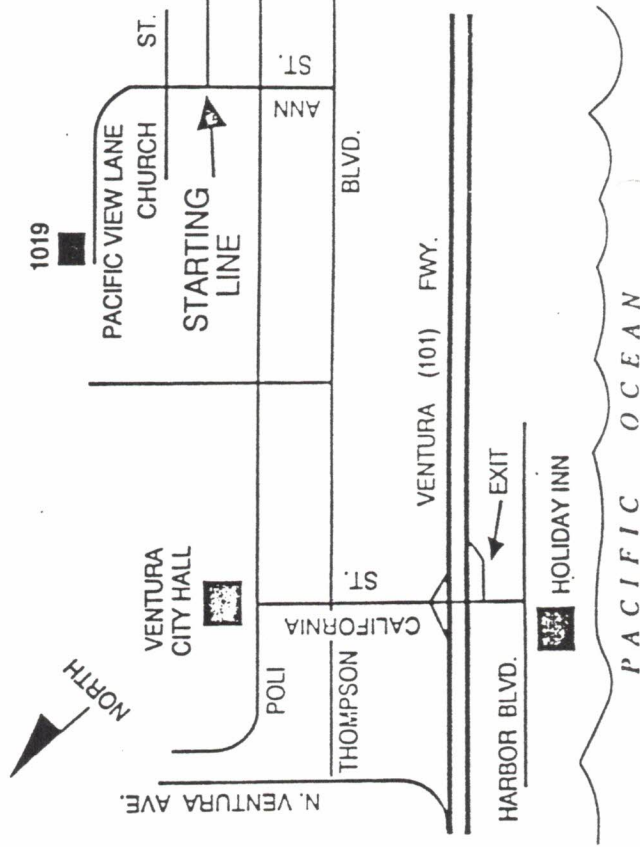 NORTH
1019
PACIFIC VIEW LANE
CHURCH ST.
STARTING
LINE
ANN ST.
VENTURA
CITY HALL
POLI
THOMPSON BLVD.
CALIFORNIA ST.
N. VENTURA AVE.
VENTURA (101) FWY.
EXIT
HARBOR BLVD.
HOLIDAY INN
PACIFIC OCEAN